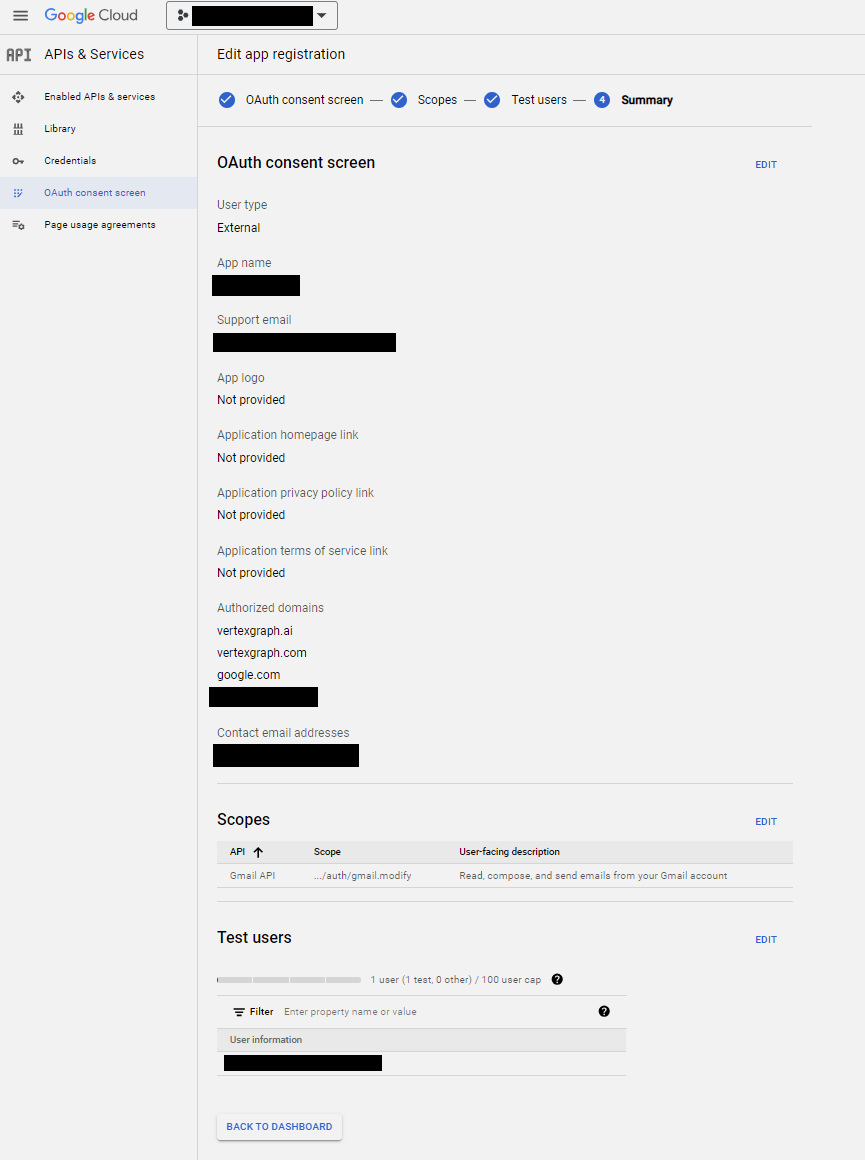 Google Cloud
API APIs & Services
Edit app registration
Enabled APIs & services
Library
Credentials
OAuth consent screen
Page usage agreements
OAuth consent screen — Scopes — Test users — 4 Summary
OAuth consent screen
EDIT
User type
External
App name
Support email
App logo
Not provided
Application homepage link
Not provided
Application privacy policy link
Not provided
Application terms of service link
Not provided
Authorized domains
vertexgraph.ai
vertexgraph.com
google.com
Contact email addresses
Scopes
EDIT
API Scope User-facing description
Gmail API .../auth/gmail.modify Read, compose, and send emails from your Gmail account
Test users
EDIT
1 user (1 test, 0 other) / 100 user cap ?
Filter Enter property name or value ?
User information
BACK TO DASHBOARD